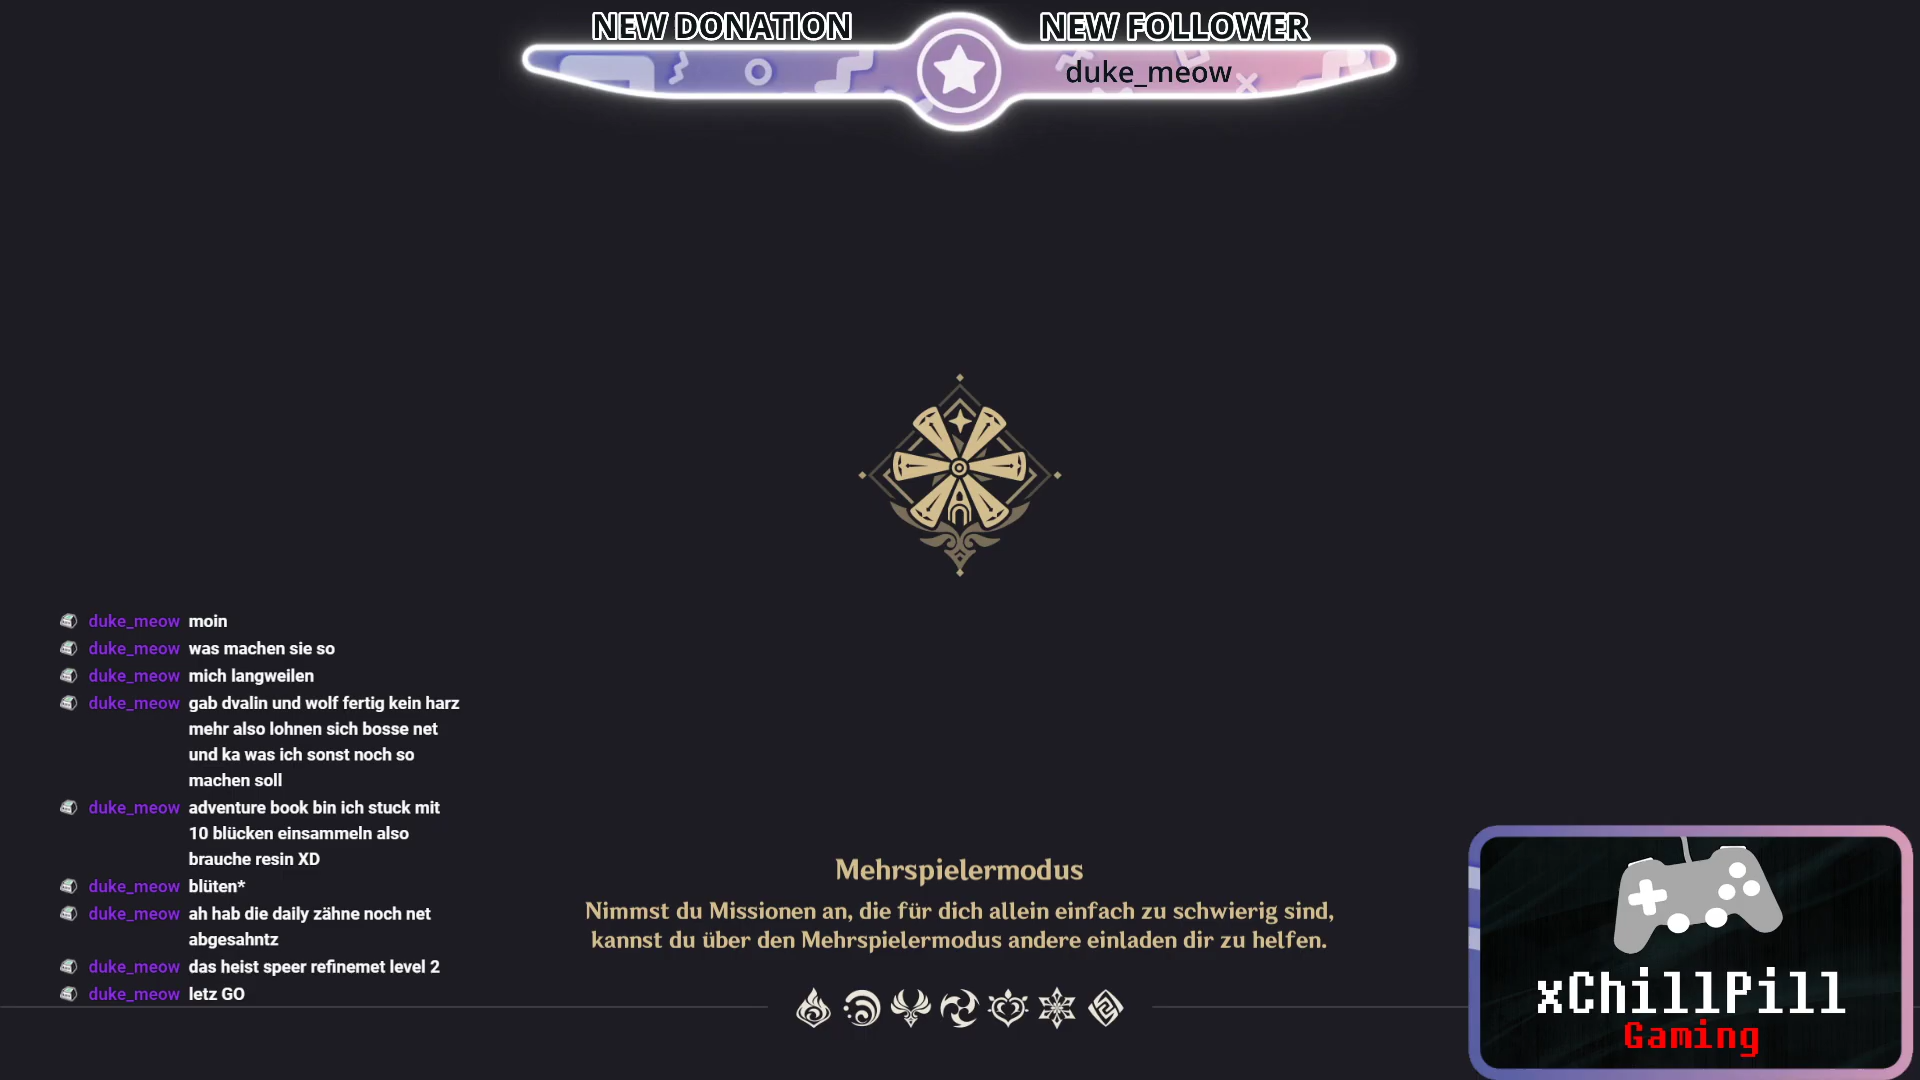 NEW DONATION
NEW FOLLOWER
duke_meow
duke_meow moin
duke_meow was machen sie so
duke_meow mich langweilen
duke_meow gab dvalin und wolf fertig kein harz
mehr also lohnen sich bosse net
und ka was ich sonst noch so
machen soll
duke_meow adventure book bin ich stuck mit
10 blücken einsammeln also
brauche resin XD
duke_meow blüten*
duke_meow ah hab die daily zähne noch net
abgesahntz
duke_meow das heist speer refinemet level 2
duke_meow letz GO
Mehrspielermodus
Nimmst du Missionen an, die für dich allein einfach zu schwierig sind,
kannst du über den Mehrspielermodus andere einladen dir zu helfen.
xChillPill
Gaming